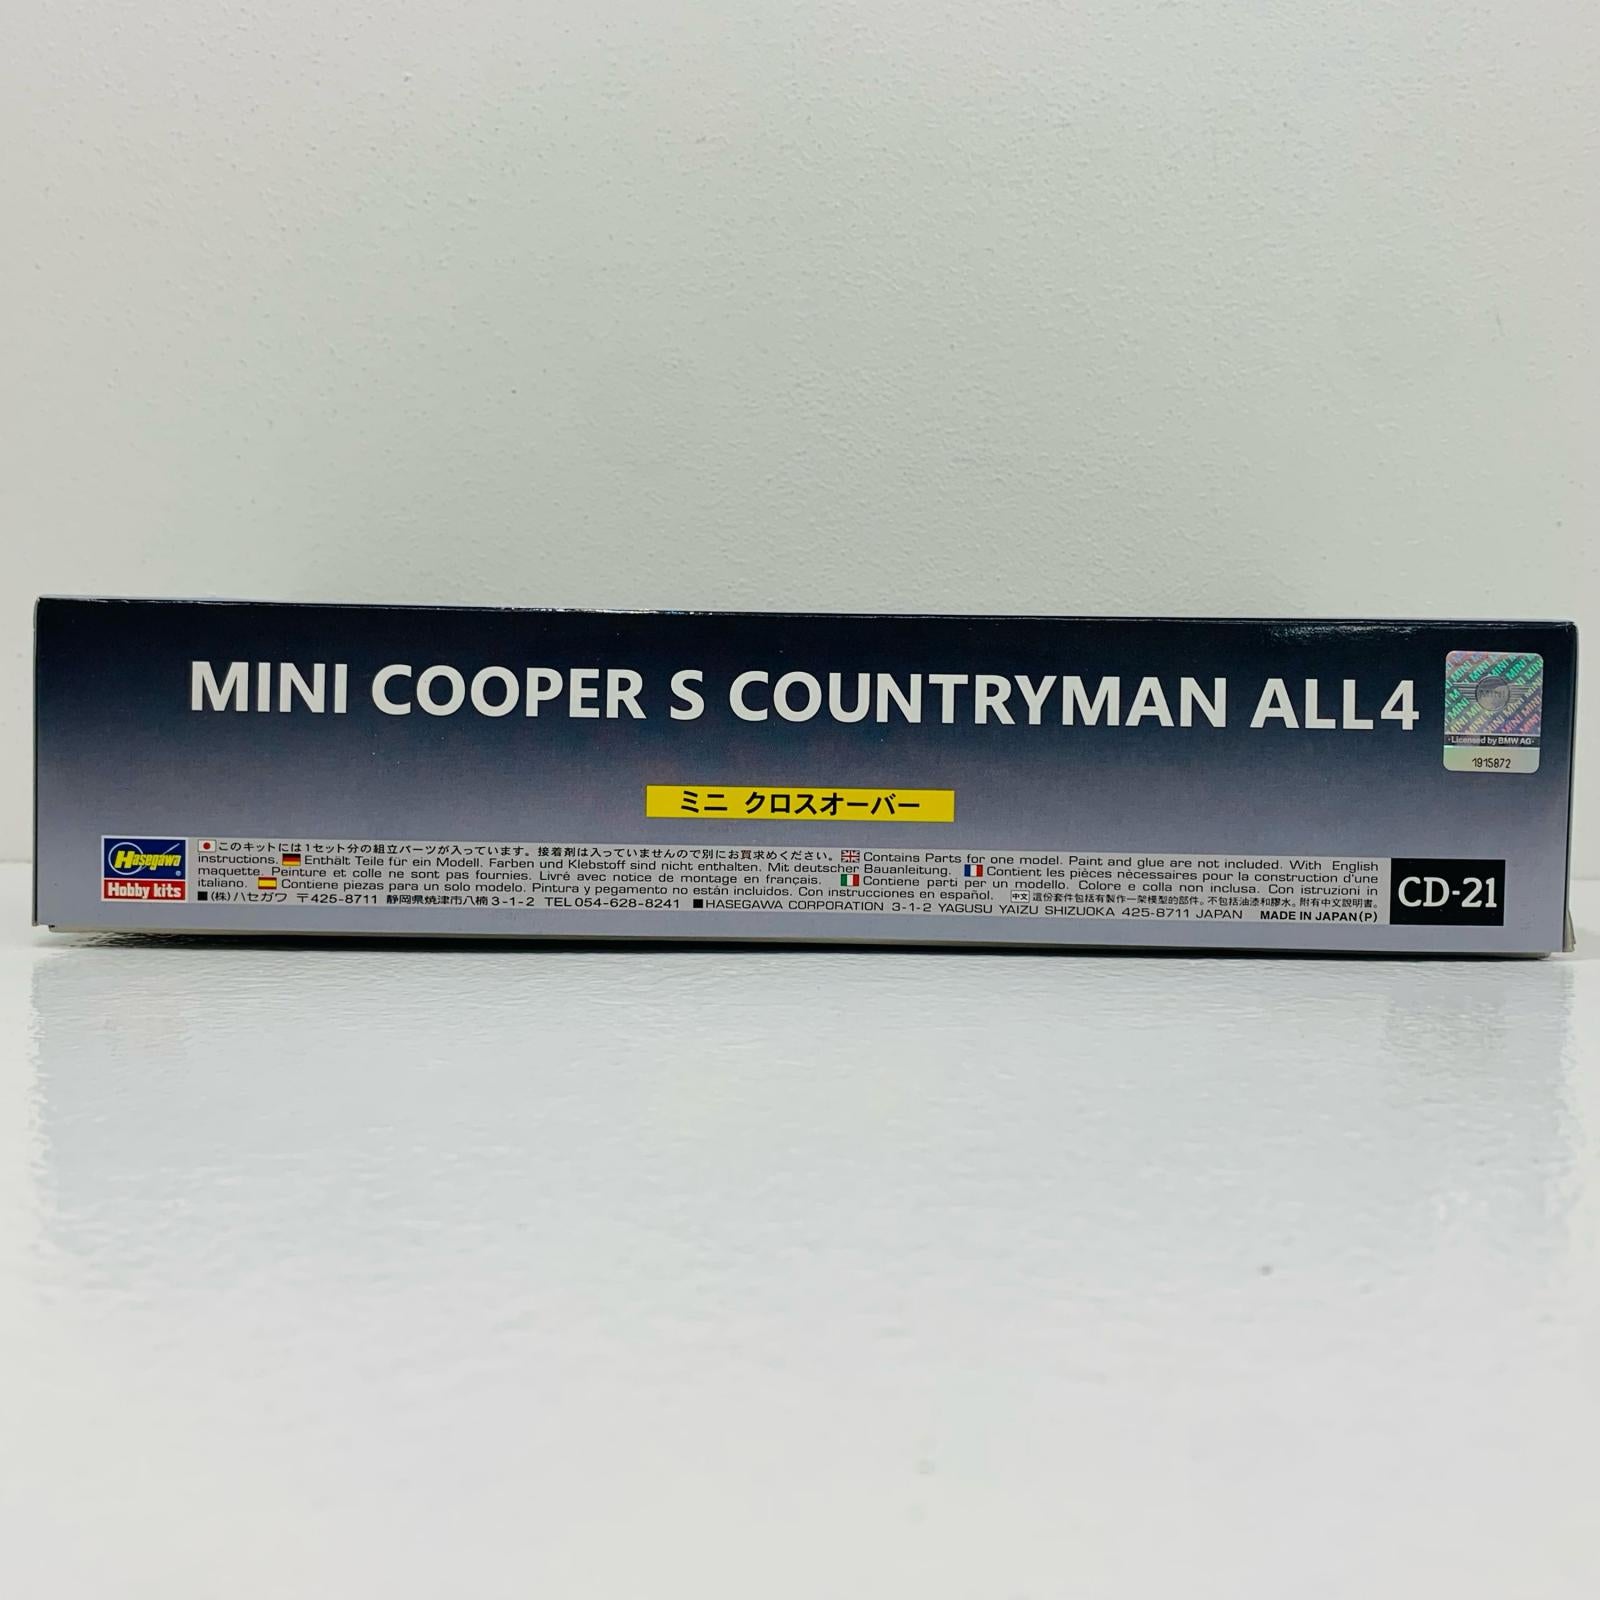 MINI COOPER S COUNTRYMAN ALL4
MINI
·Licensed by BMW AG·
1915872
ミニ クロスオーバー
Hasegawa
Hobby kits
このキットには1セット分の組立パーツが入っています。接着剤は入っていませんので別にお買求めください。 Contains Parts for one model. Paint and glue are not included. With English
instructions. Enthält Teile für ein Modell. Farben und Klebstoff sind nicht enthalten. Mit deutscher Bauanleitung. Contient les pièces nècessaires pour la construction d'une
maquette. Peinture et colle ne sont pas fournies. Livré avec notice de montage en français. Contiene parti per un modello. Colore e colla non inclusa. Con istruzioni in
italiano. Contiene piezas para un solo modelo. Pintura y pegamento no están incluidos. Con instrucciones en español. 中文 這份套件包括有製作一架模型的部件。不包括油漆和膠水。附有中文說明書。
■(株)ハセガワ 〒425-8711 静岡県焼津市八楠3-1-2 TEL 054-628-8241 ■HASEGAWA CORPORATION 3-1-2 YAGUSU YAIZU SHIZUOKA 425-8711 JAPAN MADE IN JAPAN(P)
CD-21